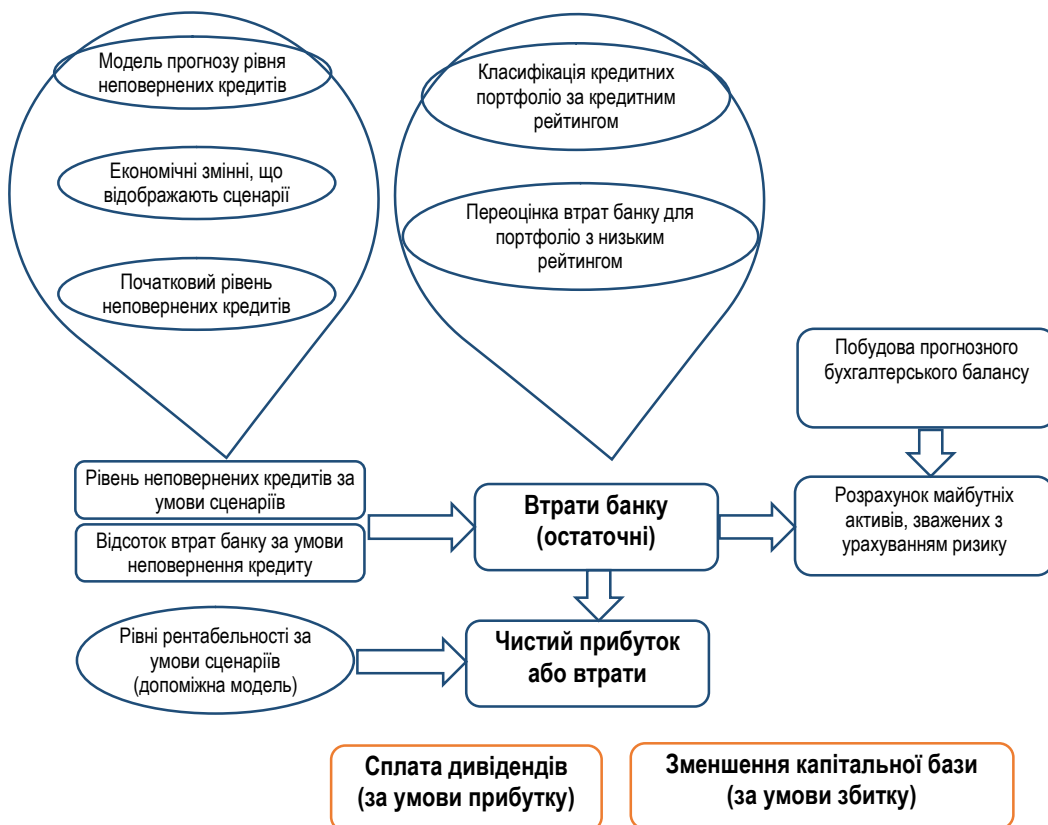 Модель прогнозу рівня
неповернених кредитів
Економічні змінні, що
відображають сценарії
Початковий рівень
неповернених кредитів
Класифікація кредитних
портфоліо за кредитним
рейтингом
Переоцінка втрат банку для
портфоліо з низьким
рейтингом
Побудова прогнозного
бухгалтерського балансу
Рівень неповернених кредитів за
умови сценаріїв
Відсоток втрат банку за умови
неповернення кредиту
Втрати банку
(остаточні)
Розрахунок майбутніх
активів, зважених з
урахуванням ризику
Рівні рентабельності за
умови сценаріїв
(допоміжна модель)
Чистий прибуток
або втрати
Сплата дивідендів
(за умови прибутку)
Зменшення капітальної бази
(за умови збитку)